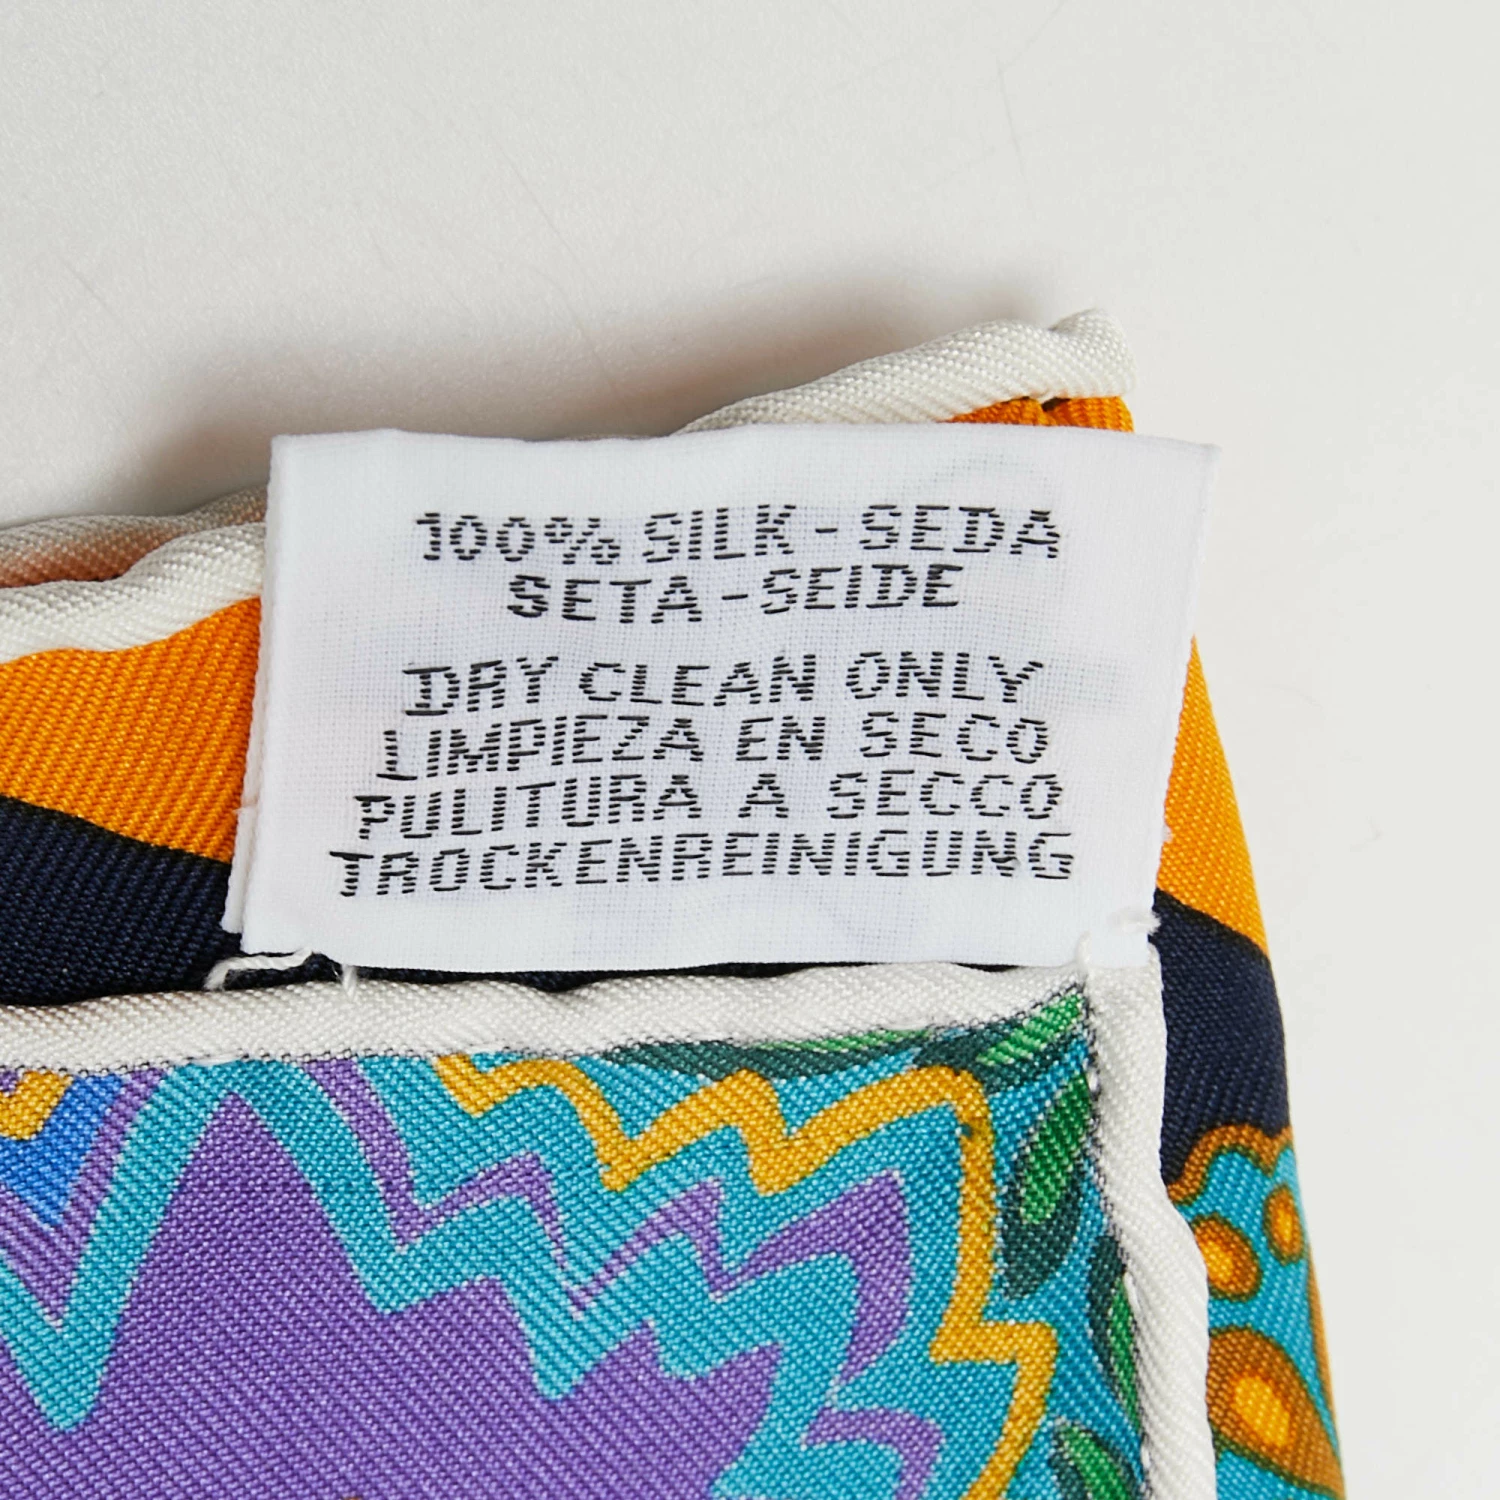 100% SILK - SEDA
SETA - SEIDE
DRY CLEAN ONLY
LIMPIEZA EN SECO
PULITURA A SECCO
TROCKENREINIGUNG